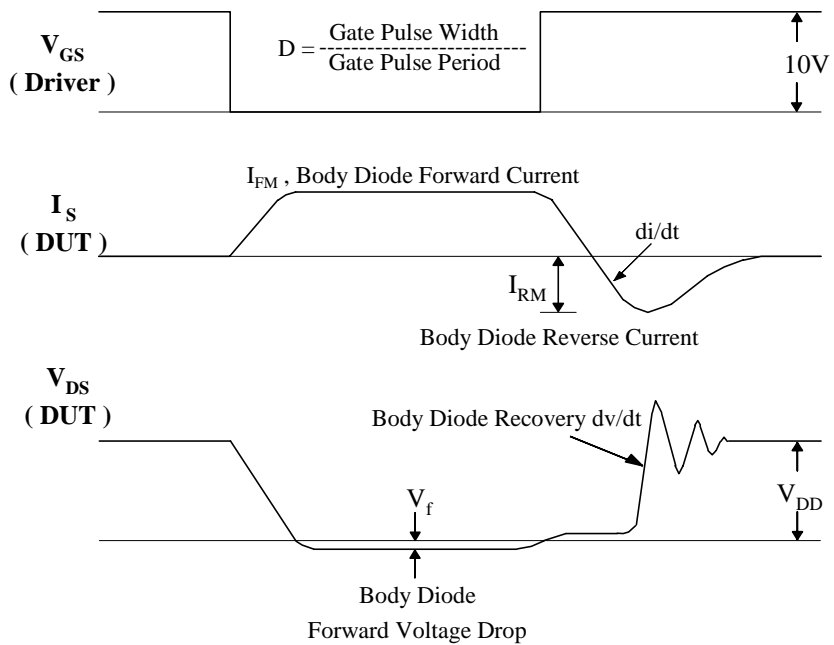 V_GS
( Driver )
D = Gate Pulse Width
Gate Pulse Period
10V
I_FM , Body Diode Forward Current
I_S
( DUT )
di/dt
I_RM
Body Diode Reverse Current
V_DS
( DUT )
Body Diode Recovery dv/dt
V_f
V_DD
Body Diode
Forward Voltage Drop